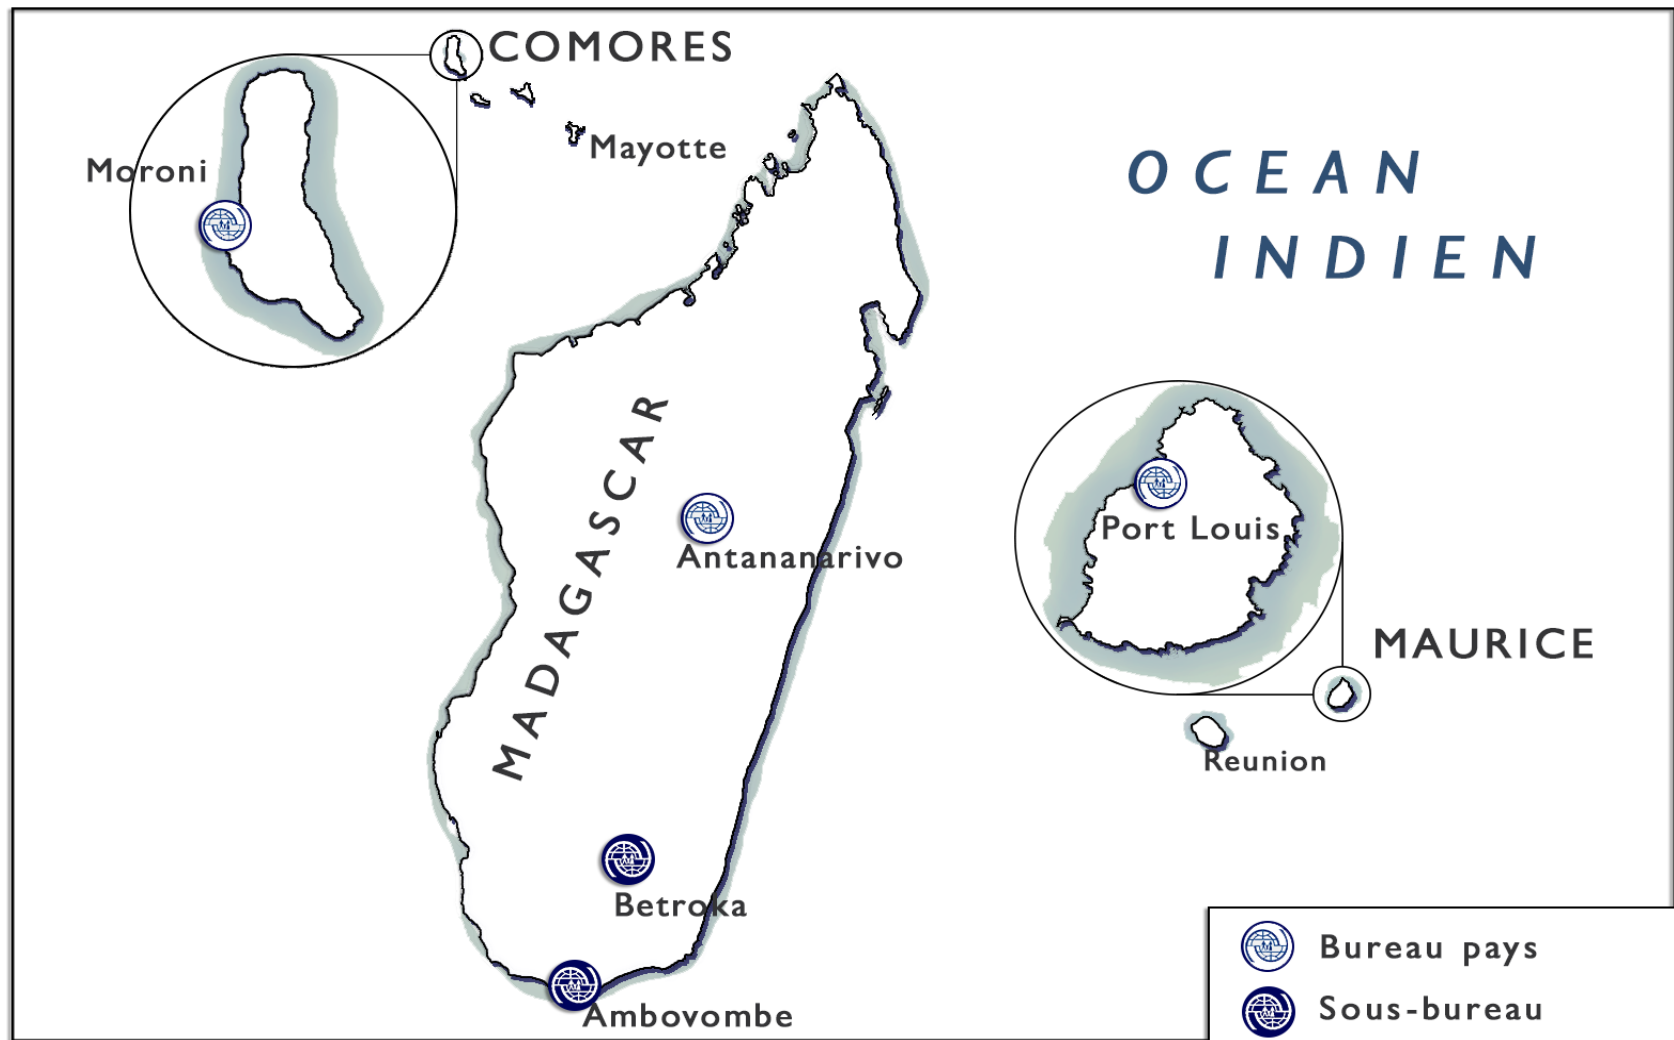 COMORES
Mayotte
Moroni
OCEAN
INDIEN
MADAGASCAR
Antananarivo
Port Louis
MAURICE
Reunion
Betroka
Ambovombe
Bureau pays
Sous-bureau